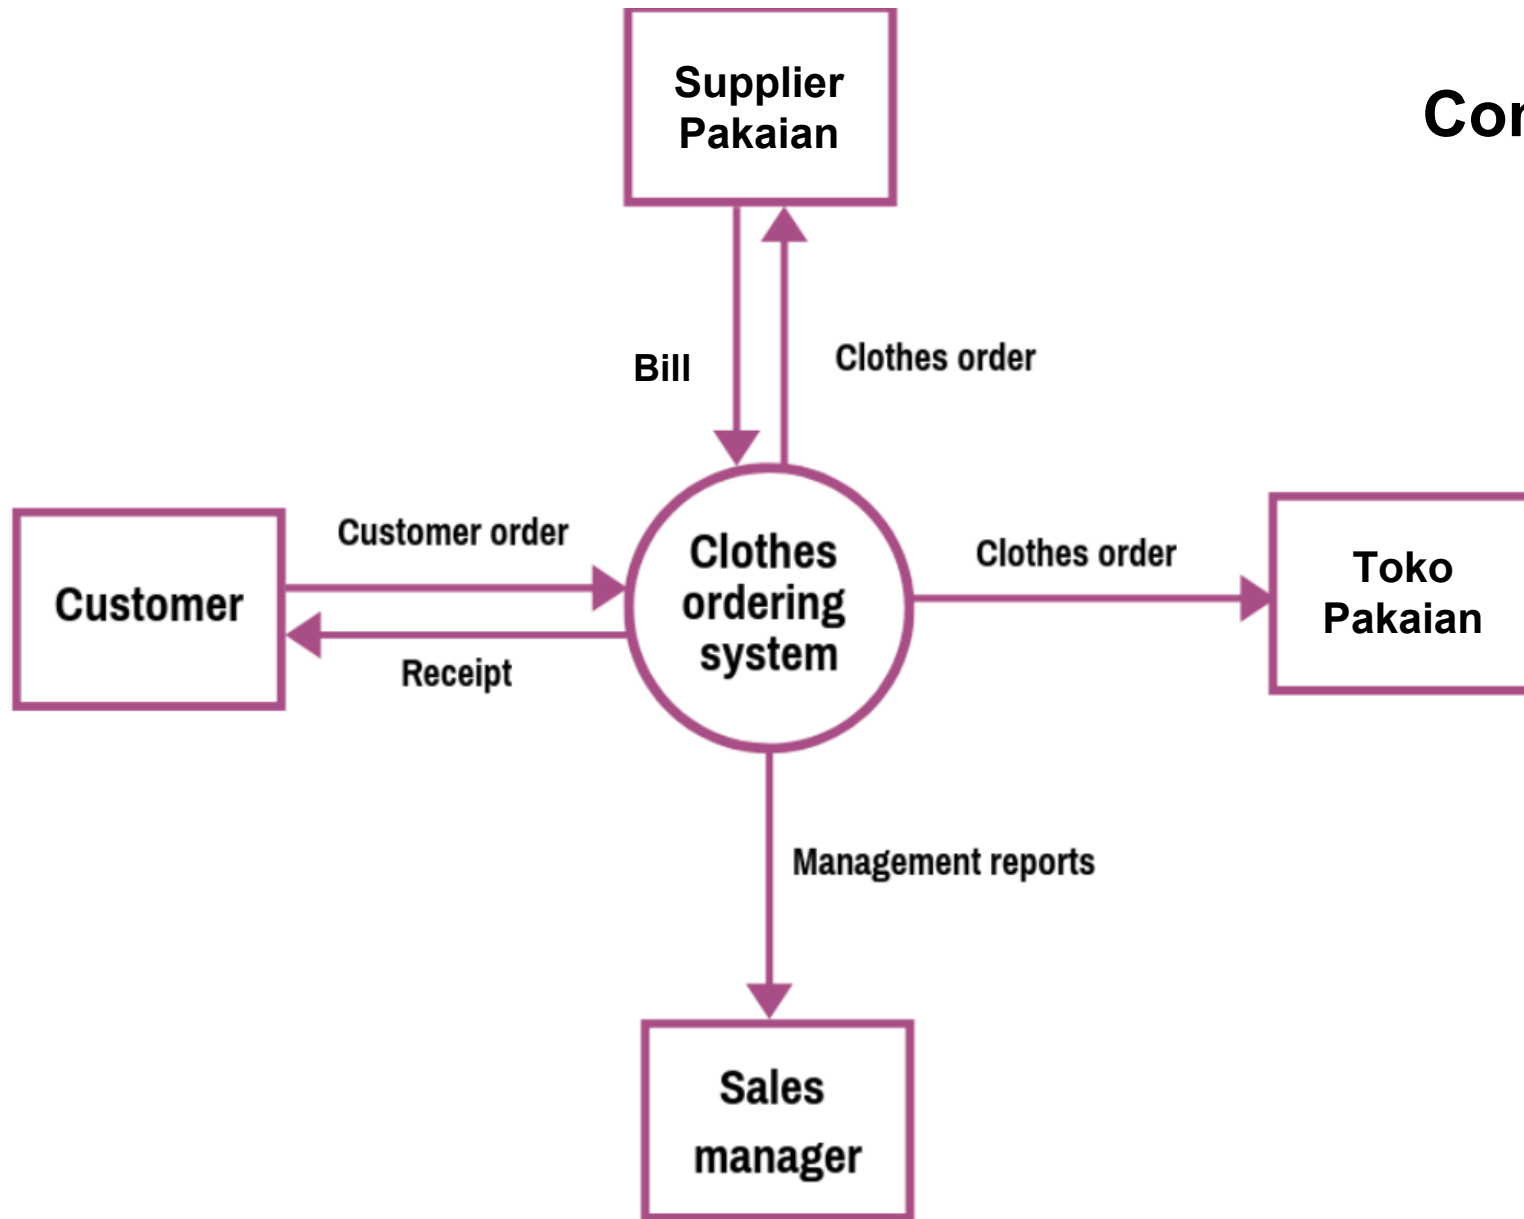 Supplier
Pakaian
Bill
Clothes order
Customer
Customer order
Receipt
Clothes
ordering
system
Clothes order
Toko
Pakaian
Management reports
Sales
manager